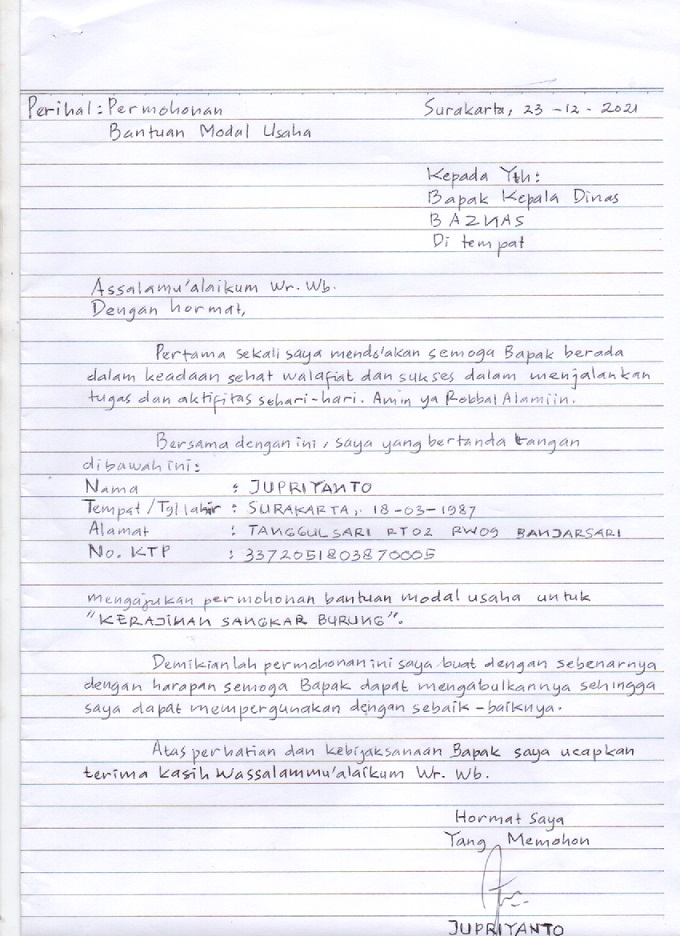 Perihal : Permohonan Surakarta, 23 - 12 - 2021
Bantuan Modal Usaha
Kepada Yth :
Bapak Kepala Dinas
BAZNAS
Di tempat
Assalamu'alaikum Wr. Wb.
Dengan hormat,
Pertama sekali saya mendo'akan semoga Bapak berada
dalam keadaan sehat walafiat dan sukses dalam menjalankan
tugas dan aktifitas sehari-hari. Amin ya Robbal Alamiin.
Bersama dengan ini, saya yang bertanda tangan
dibawah ini :
Nama : JUPRIYANTO
Tempat / Tgl lahir : SURAKARTA, 18-03-1987
Alamat : TANGGULSARI RT02 RW09 BANJARSARI
No. KTP : 3372051803870005
mengajukan permohonan bantuan modal usaha untuk
"KERAJINAN SANGKAR BURUNG".
Demikianlah permohonan ini saya buat dengan sebenarnya
dengan harapan semoga Bapak dapat mengabulkannya sehingga
saya dapat mempergunakan dengan sebaik - baiknya.
Atas perhatian dan kebijaksanaan Bapak saya ucapkan
terima kasih Wassalammu'alaikum Wr. Wb.
Hormat Saya
Yang Memohon
JUPRIYANTO